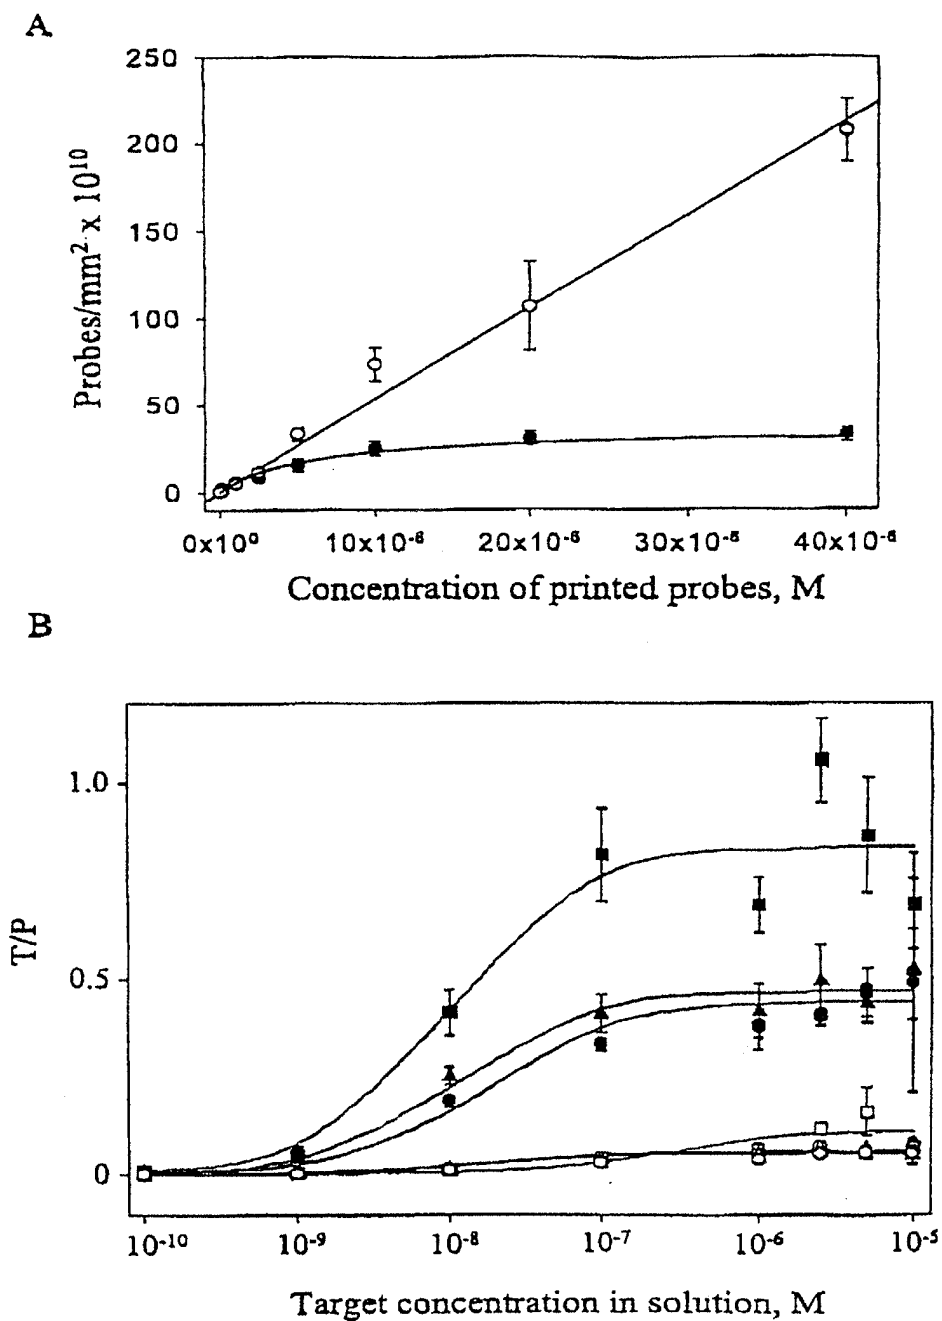 A
250
200
150
100
50
0
Probes/mm² x 10¹⁰
0x10⁰ 10x10⁻⁶ 20x10⁻⁶ 30x10⁻⁶ 40x10⁻⁶
Concentration of printed probes, M
B
1.0
0.5
0
T/P
10⁻¹⁰ 10⁻⁹ 10⁻⁸ 10⁻⁷ 10⁻⁶ 10⁻⁵
Target concentration in solution, M